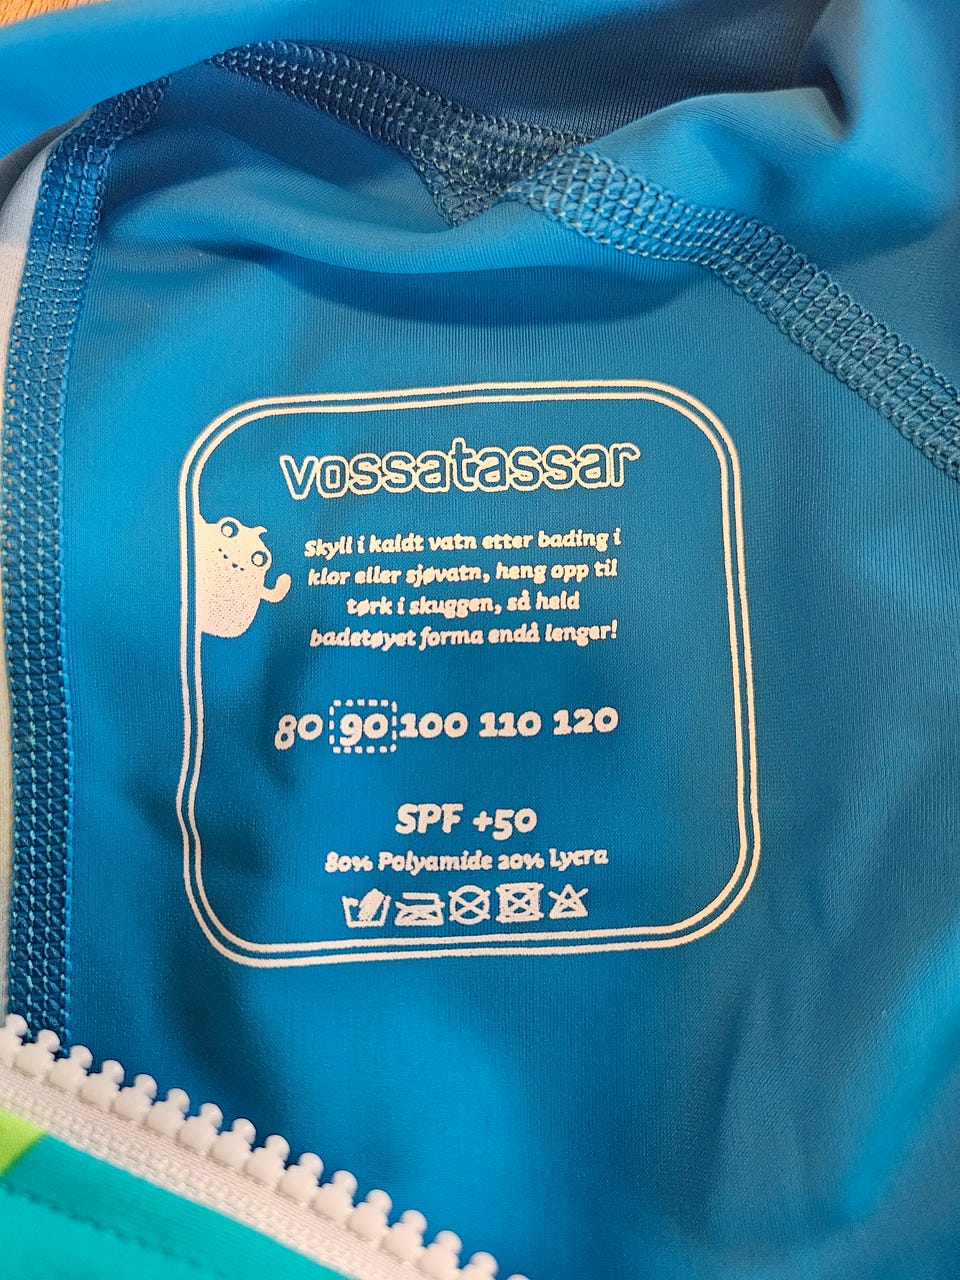 vossatassar
Skyll i kaldt vatn etter bading i
klor eller sjøvatn, heng opp til
tørk i skuggen, så held
badetøyet forma endå lenger!
80 90 100 110 120
SPF +50
80% Polyamide 20% Lycra